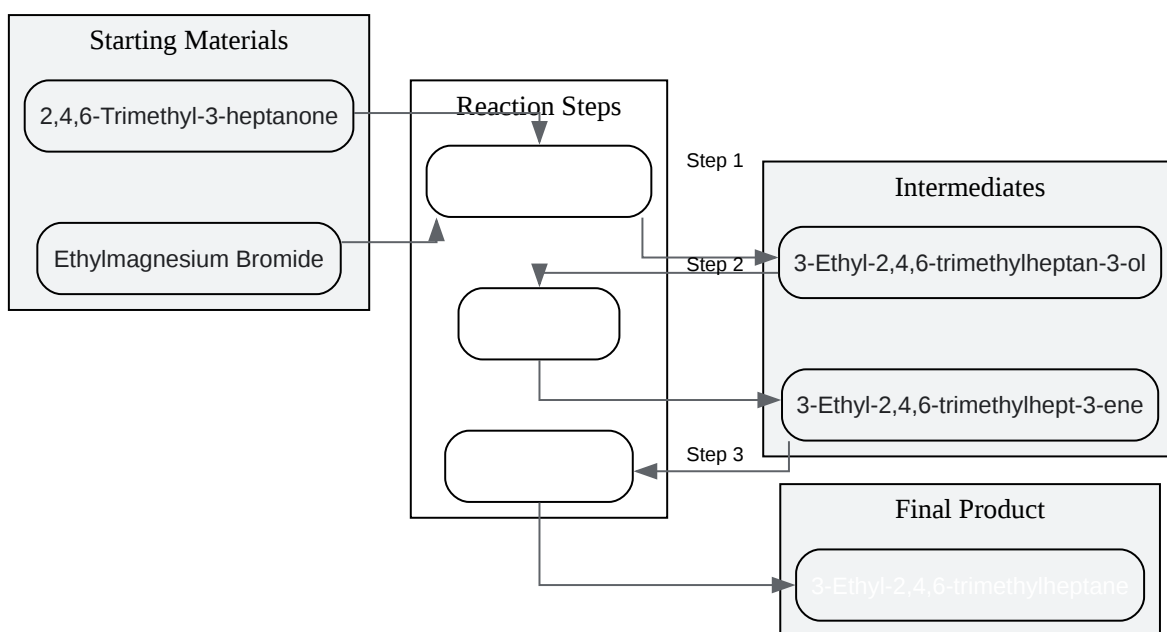 Starting Materials
2,4,6-Trimethyl-3-heptanone
Ethylmagnesium Bromide
Reaction Steps
Step 1
Step 2
Step 3
Intermediates
3-Ethyl-2,4,6-trimethylheptan-3-ol
3-Ethyl-2,4,6-trimethylhept-3-ene
Final Product
3-Ethyl-2,4,6-trimethylheptane